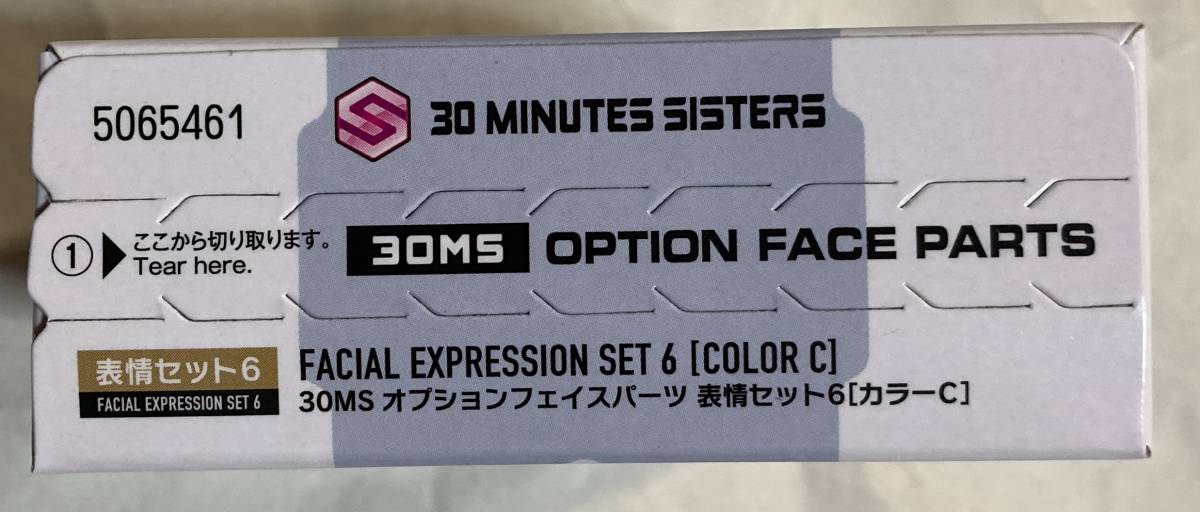 5065461
30 MINUTES SISTERS
① ▶ ここから切り取ります。
Tear here.
30MS OPTION FACE PARTS
表情セット6
FACIAL EXPRESSION SET 6
FACIAL EXPRESSION SET 6 [COLOR C]
30MS オプションフェイスパーツ 表情セット6[カラーC]